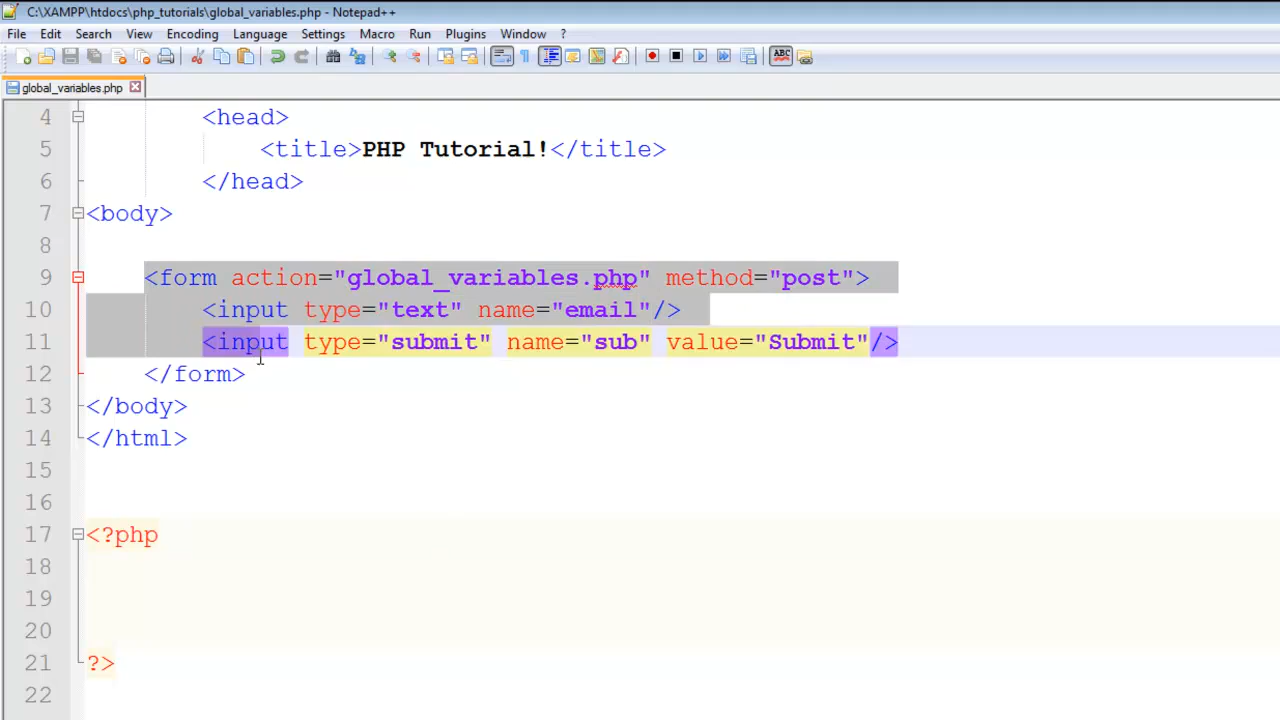 C:\XAMPP\htdocs\php_tutorials\global_variables.php - Notepad++
File Edit Search View Encoding Language Settings Macro Run Plugins Window ?
ABC
global_variables.php
4 <head>
5 <title>PHP Tutorial!</title>
6 </head>
7 <body>
8
9 <form action="global_variables.php" method="post">
10 <input type="text" name="email"/>
11 <input type="submit" name="sub" value="Submit"/>
12 </form>
13 </body>
14 </html>
15
16
17 <?php
18
19
20
21 ?>
22